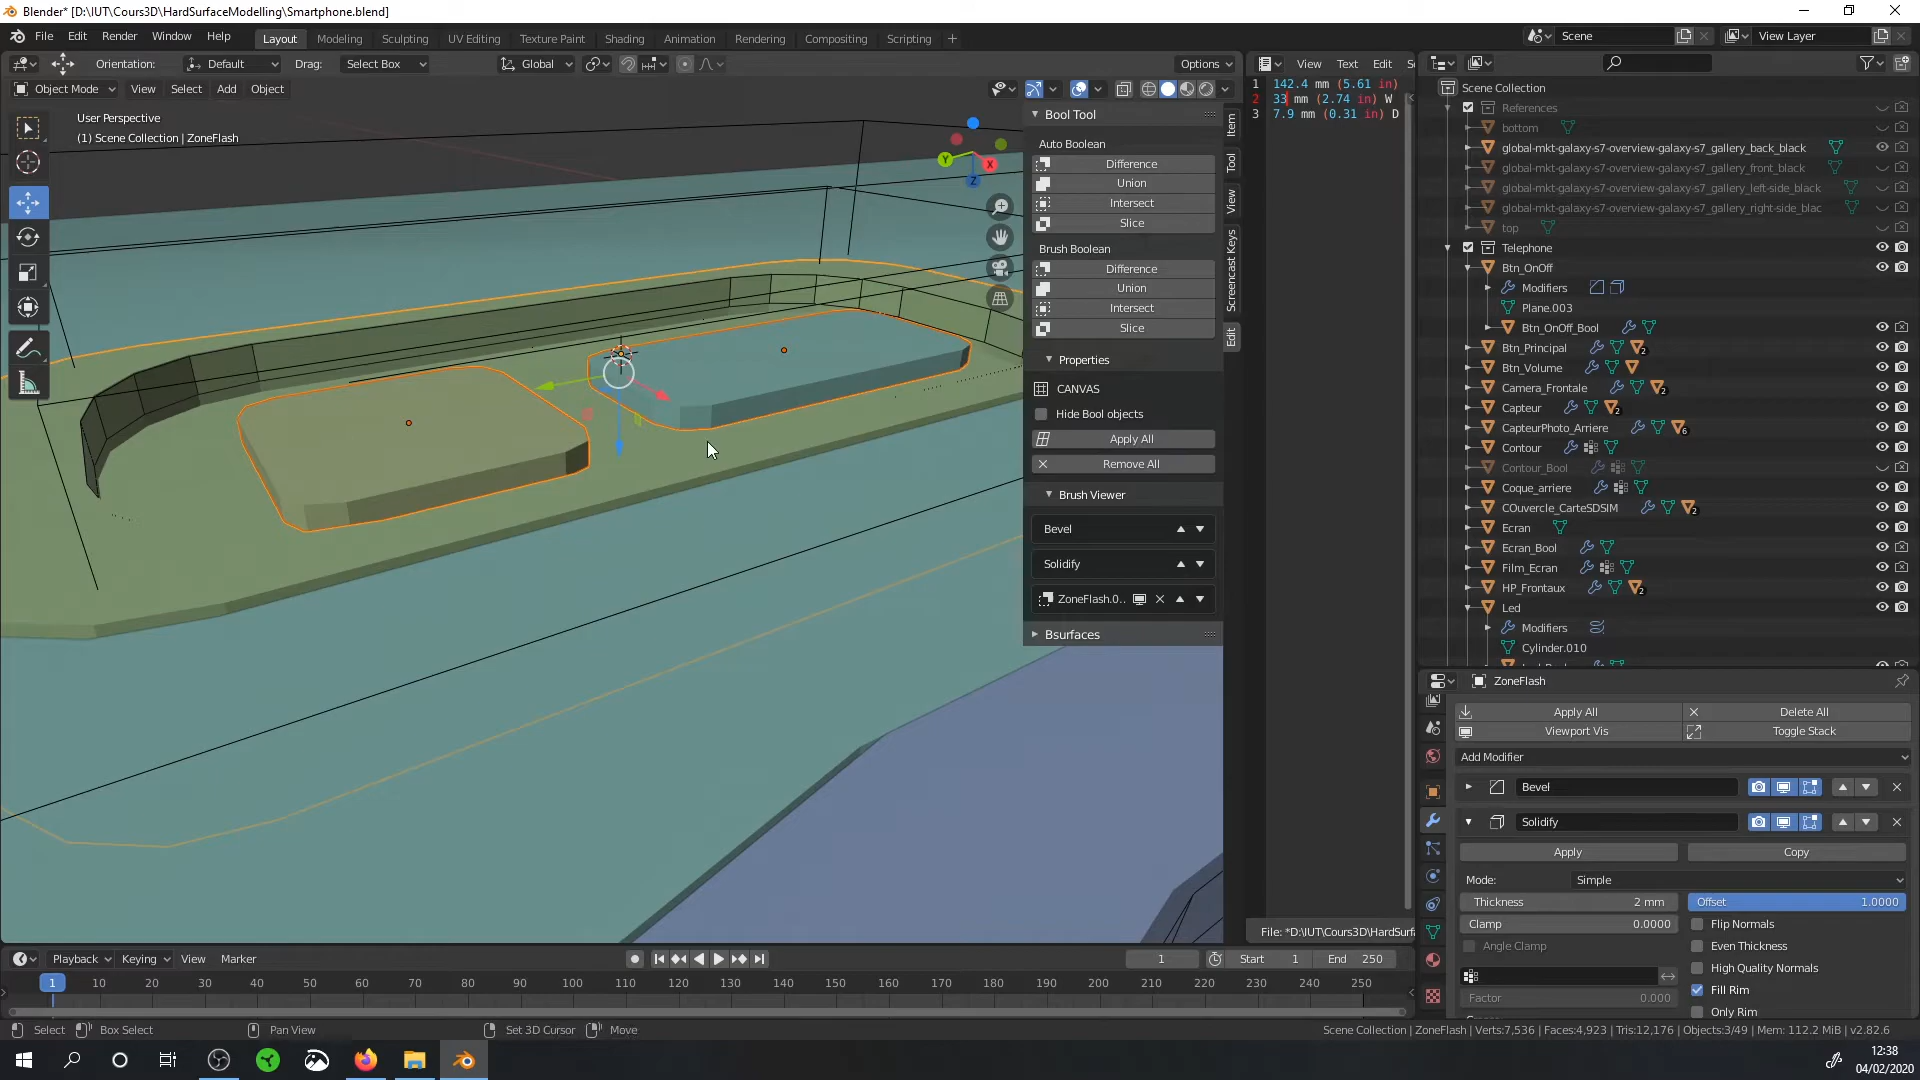 Blender* [D:\IUT\Cours3D\HardSurfaceModelling\Smartphone.blend]
File Edit Render Window Help
Layout Modeling Sculpting UV Editing Texture Paint Shading Animation Rendering Compositing Scripting +
Scene
View Layer
Orientation: Default Drag: Select Box
Global
Options
View Text Edit
Object Mode View Select Add Object
User Perspective
(1) Scene Collection | ZoneFlash
Y
X
Z
Bool Tool
Auto Boolean
Difference
Union
Intersect
Slice
Brush Boolean
Difference
Union
Intersect
Slice
Properties
CANVAS
Hide Bool objects
Apply All
Remove All
Brush Viewer
Bevel
Solidify
ZoneFlash.0..
Bsurfaces
Item
Tool
View
Screencast Keys
Edit
1 142.4 mm (5.61 in)
2 33 mm (2.74 in) W
3 7.9 mm (0.31 in) D
File: *D:\IUT\Cours3D\HardSurfa
Scene Collection
References
bottom
global-mkt-galaxy-s7-overview-galaxy-s7_gallery_back_black
global-mkt-galaxy-s7-overview-galaxy-s7_gallery_front_black
global-mkt-galaxy-s7-overview-galaxy-s7_gallery_left-side_black
global-mkt-galaxy-s7-overview-galaxy-s7_gallery_right-side_blac
top
Telephone
Btn_OnOff
Modifiers
Plane.003
Btn_OnOff_Bool
Btn_Principal 2
Btn_Volume
Camera_Frontale 2
Capteur 2
CapteurPhoto_Arriere 6
Contour
Contour_Bool
Coque_arriere
COuvercle_CarteSDSIM 2
Ecran
Ecran_Bool
Film_Ecran
HP_Frontaux 2
Led
Modifiers
Cylinder.010
ZoneFlash
Apply All Delete All
Viewport Vis Toggle Stack
Add Modifier
Bevel
Solidify
Apply Copy
Mode: Simple
Thickness 2 mm Offset 1.0000
Clamp 0.0000 Flip Normals
Angle Clamp Even Thickness
High Quality Normals
Fill Rim
Factor 0.000
Only Rim
Playback Keying View Marker
1 Start 1 End 250
1 10 20 30 40 50 60 70 80 90 100 110 120 130 140 150 160 170 180 190 200 210 220 230 240 250
Select Box Select Pan View Set 3D Cursor Move
Scene Collection | ZoneFlash | Verts:7,536 | Faces:4,923 | Tris:12,176 | Objects:3/49 | Mem: 112.2 MiB | v2.82.6
12:38
04/02/2020